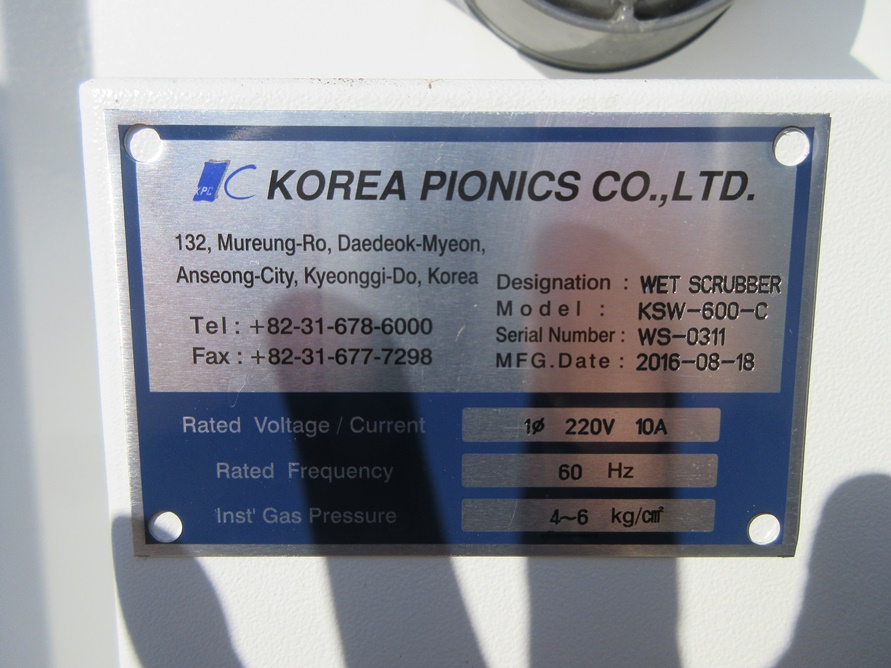 KPC KOREA PIONICS CO.,LTD.
132, Mureung-Ro, Daedeok-Myeon,
Anseong-City, Kyeonggi-Do, Korea
Tel : +82-31-678-6000
Fax : +82-31-677-7298
Designation : WET SCRUBBER
Model : KSW-600-C
Serial Number : WS-0311
MFG.Date : 2016-08-18
Rated Voltage / Current 1ø 220V 10A
Rated Frequency 60 Hz
Inst' Gas Pressure 4~6 kg/㎠